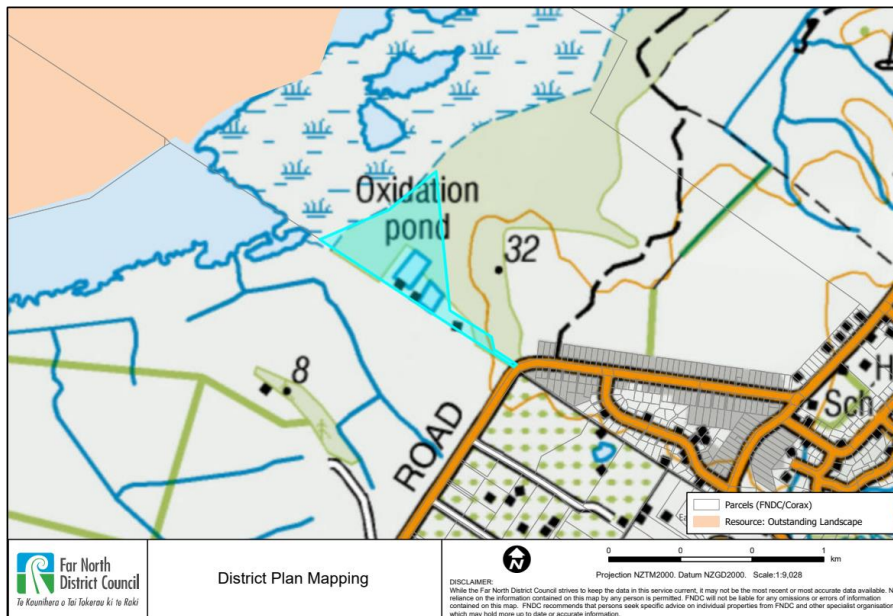 Oxidation
pond
32
8
ROAD
H
Sch
Parcels (FNDC/Corax)
Resource: Outstanding Landscape
Far North
District Council
Te Kaunihera o Tai Tokerau ki te Raki
District Plan Mapping
N
0 0 0 1
km
Projection NZTM2000. Datum NZGD2000. Scale:1:9,028
DISCLAIMER:
While the Far North District Council strives to keep the data in this service current, it may not be the most recent or most accurate data available.
reliance on the information contained on this map by any person is permitted. FNDC will not be liable for any omissions or errors of information
contained on this map. FNDC recommends that persons seek specific advice on individual properties from FNDC and other specialist
which may hold more up to date or accurate information.